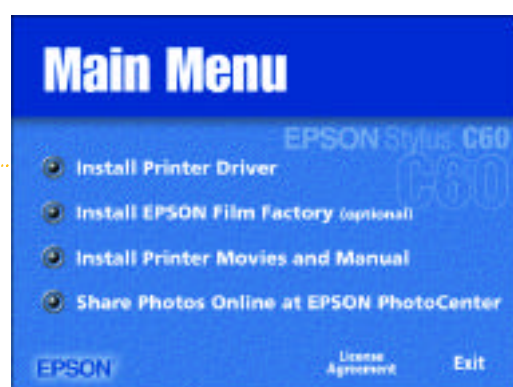 Main Menu
EPSON Stylus C60
C60
Install Printer Driver
Install EPSON Film Factory (optional)
Install Printer Movies and Manual
Share Photos Online at EPSON PhotoCenter
EPSON
License
Agreement
Exit